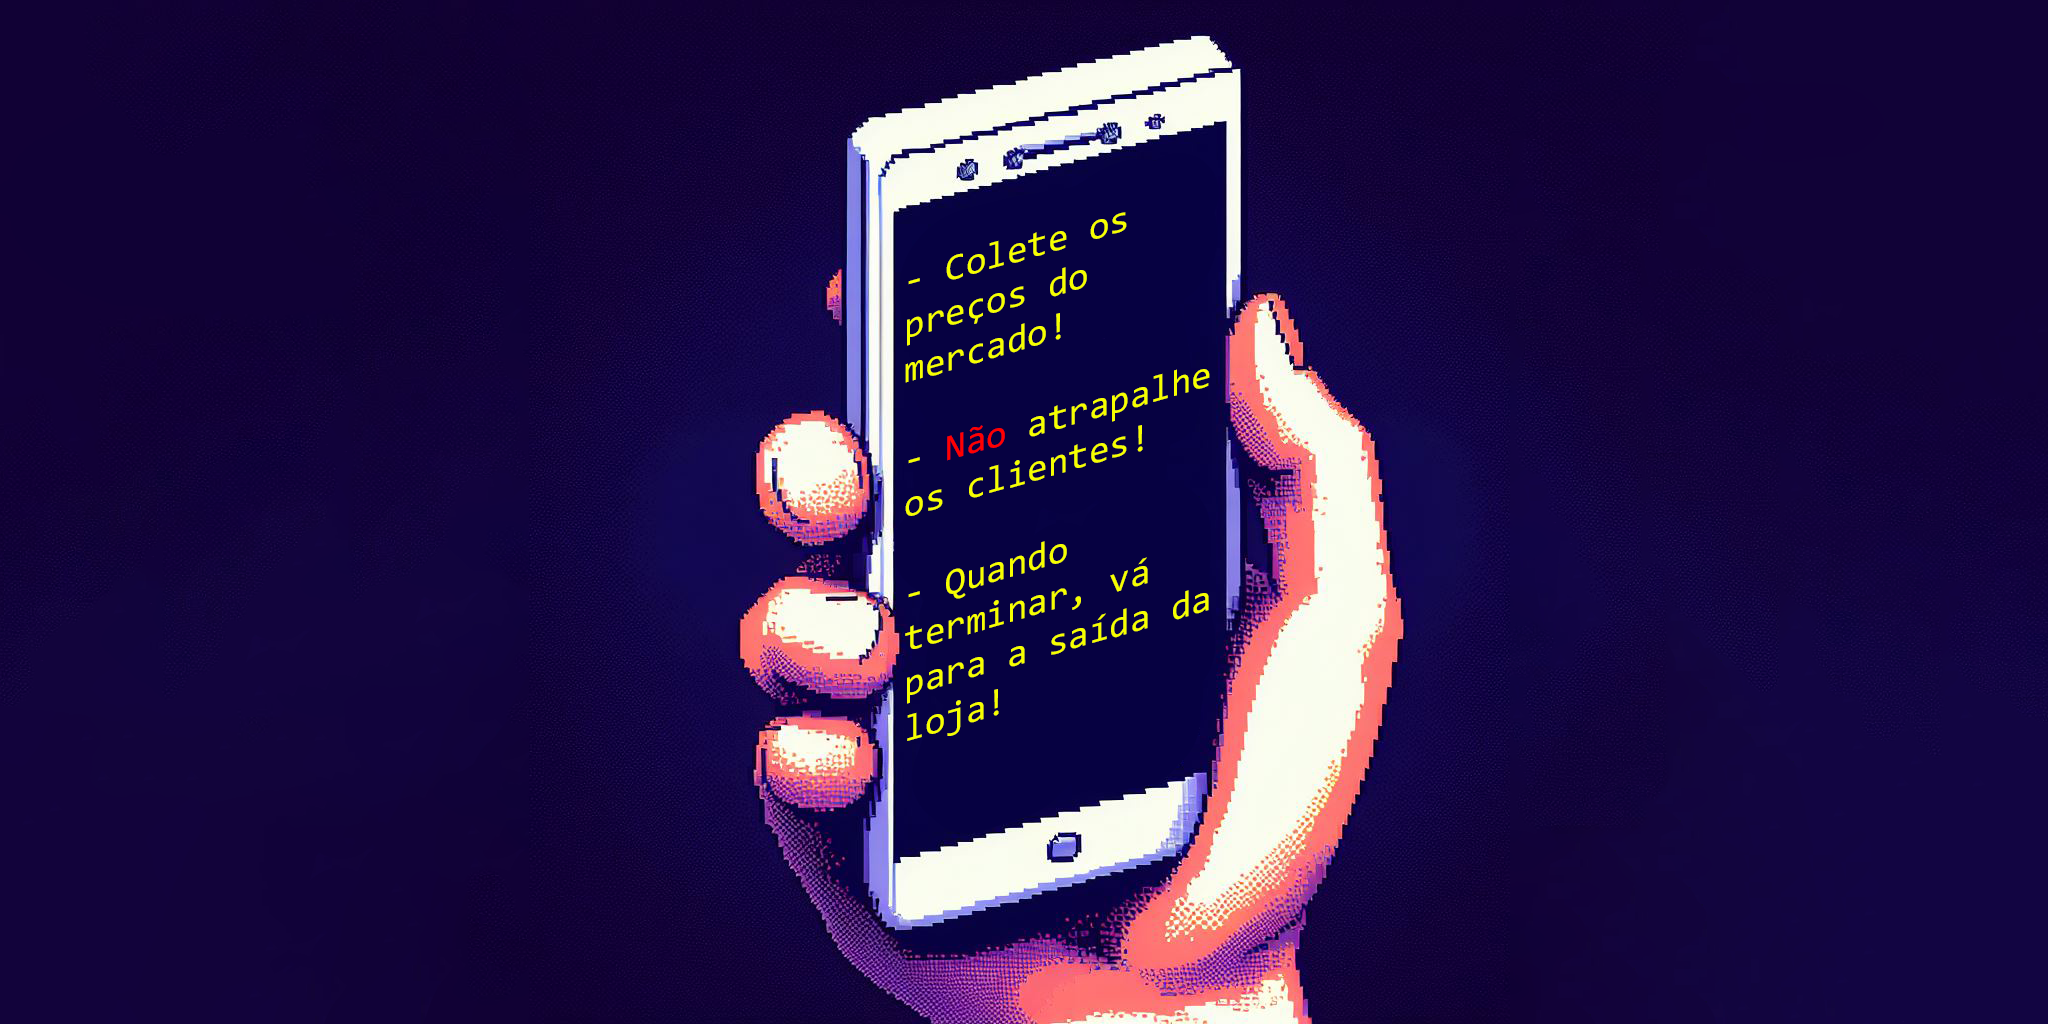 - Colete os
preços do
mercado!
- Não atrapalhe
os clientes!
- Quando
terminar, vá
para a saída da
loja!